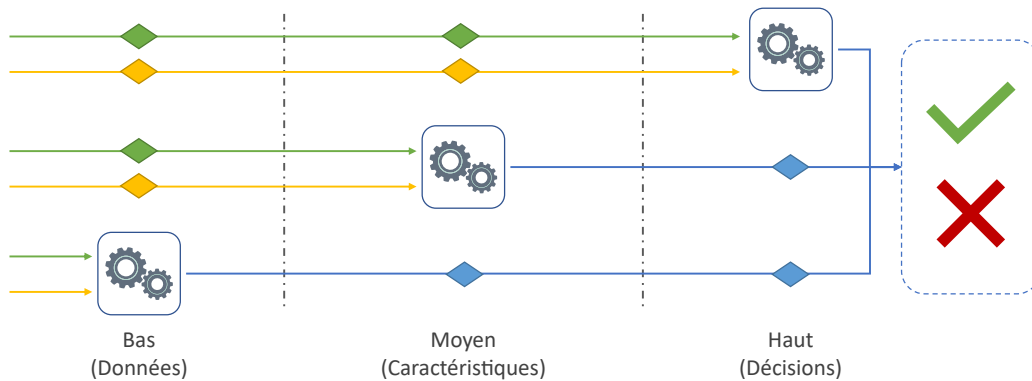 Bas
(Données)
Moyen
(Caractéristiques)
Haut
(Décisions)